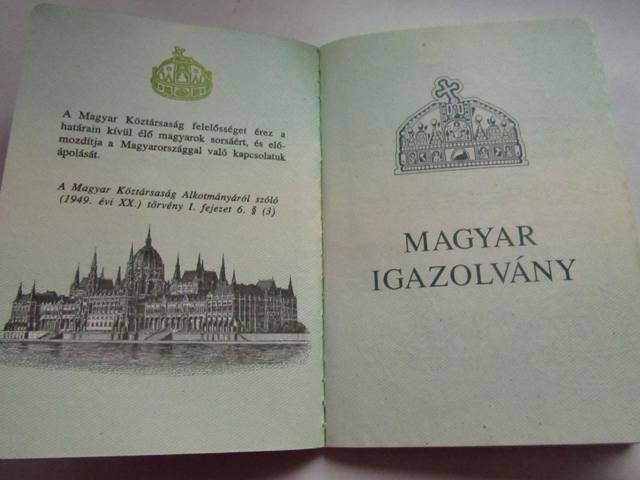 A Magyar Köztársaság felelősséget érez a
határain kívül élő magyarok sorsáért, és elő-
mozdítja a Magyarországgal való kapcsolatuk
ápolását.
A Magyar Köztársaság Alkotmányáról szóló
(1949. évi XX.) törvény I. fejezet 6. § (3)
MAGYAR
IGAZOLVÁNY